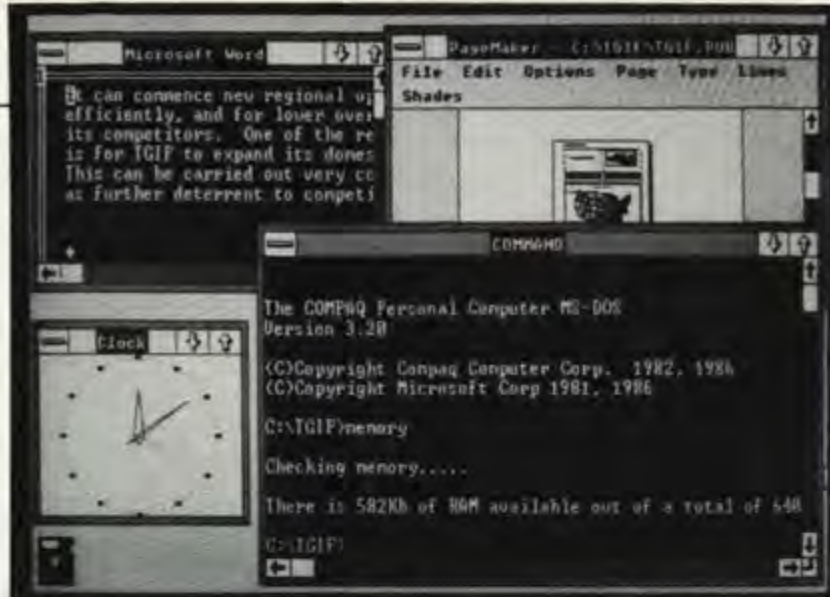 Microsoft Word
It can commence new regional op
efficiently, and for lower over
its competitors. One of the re
is for TGIF to expand its domes
This can be carried out very co
as further deterrent to competi
PageMaker - C:\TGIF\TGIF.PUB
File Edit Options Page Type Lines
Shades
COMMAND
The COMPAQ Personal Computer MS-DOS
Version 3.20
(C)Copyright Compaq Computer Corp. 1982, 1986
(C)Copyright Microsoft Corp 1981, 1986
C:\TGIF>memory
Checking memory.....
There is 582Kb of RAM available out of a total of 640
C:\TGIF>
Clock